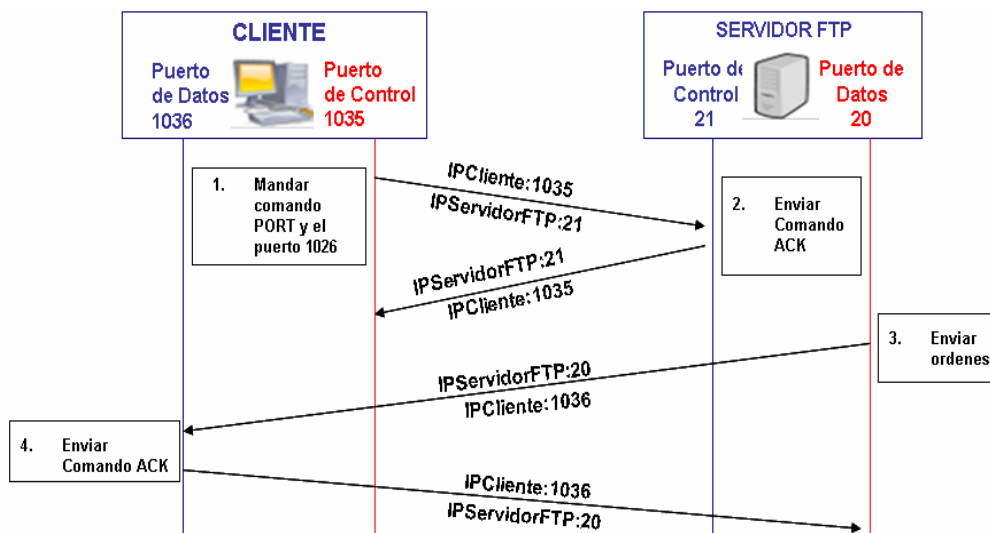 CLIENTE
Puerto
de Datos
1036
Puerto
de Control
1035
SERVIDOR FTP
Puerto de
Control
21
Puerto de
Datos
20
1. Mandar
comando
PORT y el
puerto 1026
IPCliente:1035
IPServidorFTP:21
2. Enviar
Comando
ACK
IPServidorFTP:21
IPCliente:1035
3. Enviar
ordenes
IPServidorFTP:20
IPCliente:1036
4. Enviar
Comando ACK
IPCliente:1036
IPServidorFTP:20